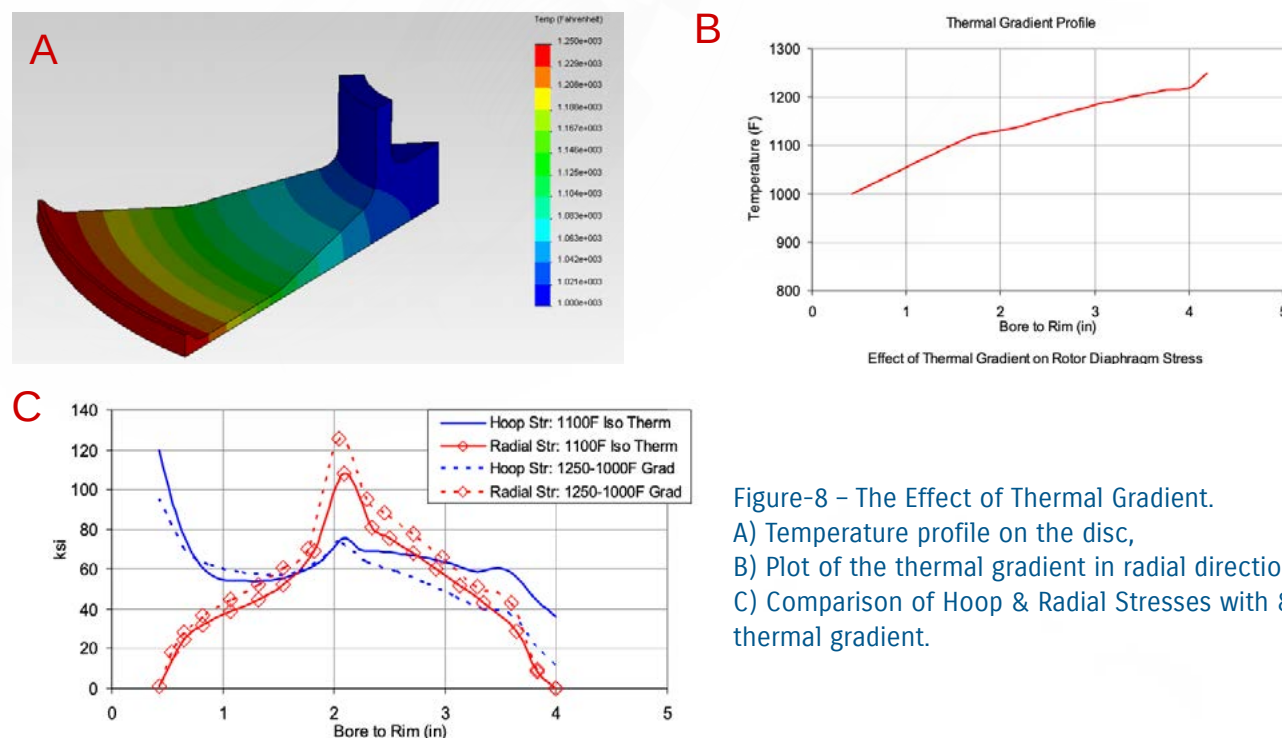 A
Temp (Fahrenheit)
1.250e+003
1.229e+003
1.208e+003
1.188e+003
1.167e+003
1.146e+003
1.125e+003
1.104e+003
1.083e+003
1.063e+003
1.042e+003
1.021e+003
1.000e+003
B
Thermal Gradient Profile
1300
1200
1100
1000
900
800
Temperature (F)
0 1 2 3 4 5
Bore to Rim (in)
Effect of Thermal Gradient on Rotor Diaphragm Stress
C
140
120
100
80
60
40
20
0
ksi
Hoop Str: 1100F Iso Therm
Radial Str: 1100F Iso Therm
Hoop Str: 1250-1000F Grad
Radial Str: 1250-1000F Grad
0 1 2 3 4 5
Bore to Rim (in)
Figure-8 – The Effect of Thermal Gradient.
A) Temperature profile on the disc,
B) Plot of the thermal gradient in radial
C) Comparison of Hoop & Radial Stresses with
thermal gradient.